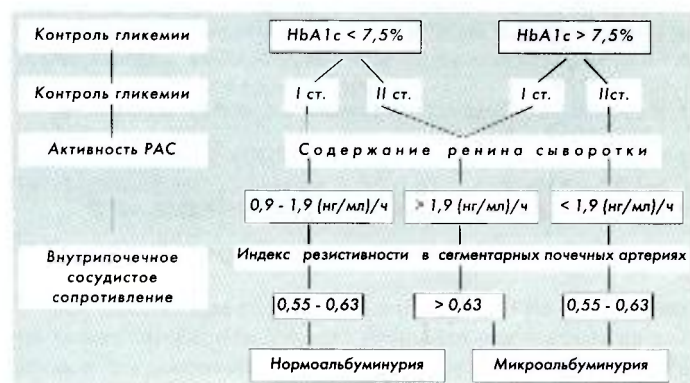 Контроль гликемии
HbA1c < 7,5%
HbA1c > 7,5%
Контроль гликемии
I ст.
II ст.
I ст.
IIст.
Активность РАС
Содержание ренина сыворотки
0,9 - 1,9 (нг/мл)/ч
> 1,9 (нг/мл)/ч
< 1,9 (нг/мл)/ч
Внутрипочечное
сосудистое
сопротивление
Индекс резистивности в сегментарных почечных артериях
0,55 - 0,63
> 0,63
0,55 - 0,63
Нормоальбуминурия
Микроальбуминурия